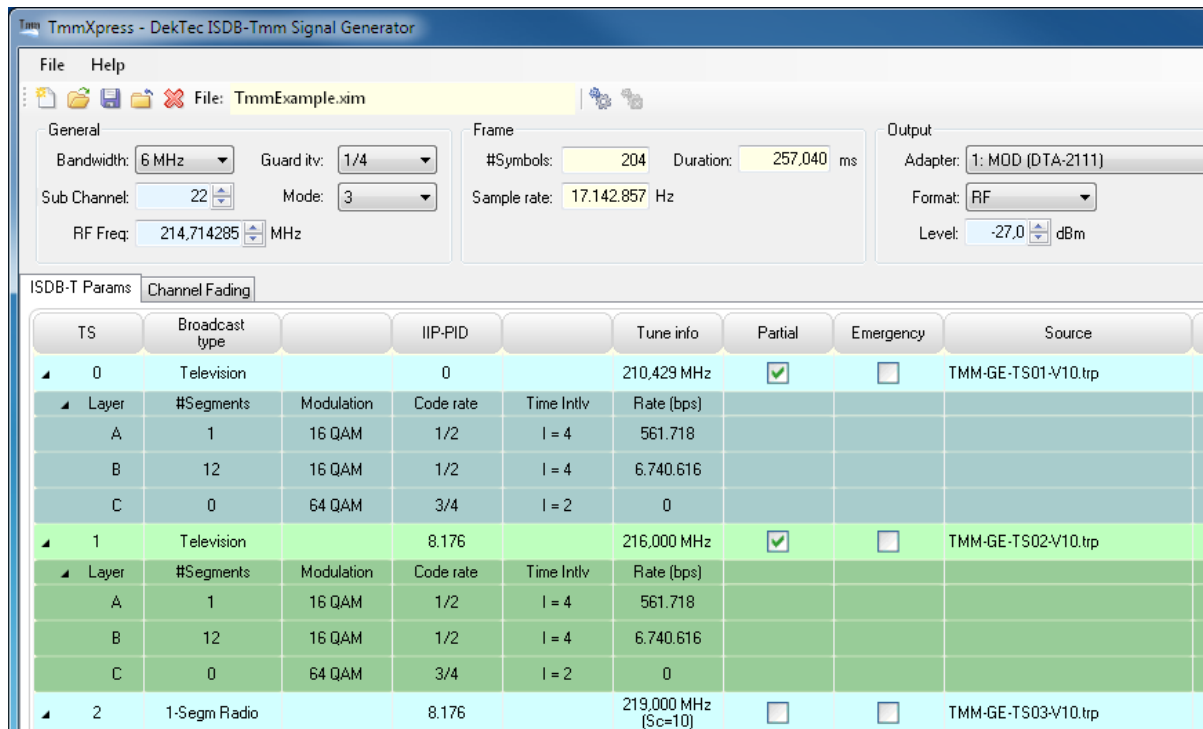 Tmm TmmXpress - DekTec ISDB-Tmm Signal Generator
File Help
File: TmmExample.xim
General Frame Output
Bandwidth: 6 MHz Guard itv: 1/4 #Symbols: 204 Duration: 257,040 ms Adapter: 1: MOD (DTA-2111)
Sub Channel: 22 Mode: 3 Sample rate: 17.142.857 Hz Format: RF
RF Freq: 214,714285 MHz Level: -27,0 dBm
ISDB-T Params Channel Fading
TS Broadcast type IIP-PID Tune info Partial Emergency Source
0 Television 0 210,429 MHz TMM-GE-TS01-V10.trp
Layer #Segments Modulation Code rate Time Intlv Rate (bps)
A 1 16 QAM 1/2 I = 4 561.718
B 12 16 QAM 1/2 I = 4 6.740.616
C 0 64 QAM 3/4 I = 2 0
1 Television 8.176 216,000 MHz TMM-GE-TS02-V10.trp
Layer #Segments Modulation Code rate Time Intlv Rate (bps)
A 1 16 QAM 1/2 I = 4 561.718
B 12 16 QAM 1/2 I = 4 6.740.616
C 0 64 QAM 3/4 I = 2 0
2 1-Segm Radio 8.176 219,000 MHz (Sc=10) TMM-GE-TS03-V10.trp